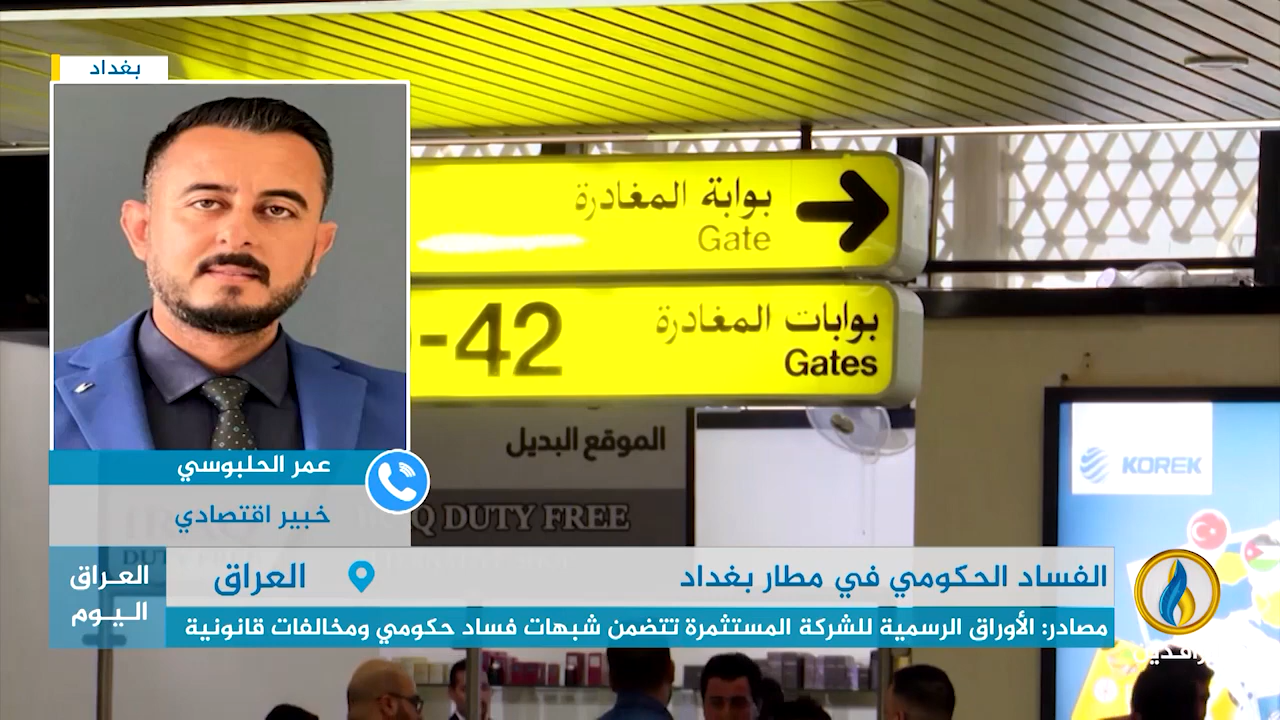 بغداد
بوابة المغادرة
Gate
بوابات المغادرة
-42
Gates
الموقع البديل
KOREK
عمر الحلبوسي
خبير اقتصادي
DUTY FREE
الفساد الحكومي في مطار بغداد
العراق
العراق
اليوم
مصادر: الأوراق الرسمية للشركة المستثمرة تتضمن شبهات فساد حكومي ومخالفات قانونية